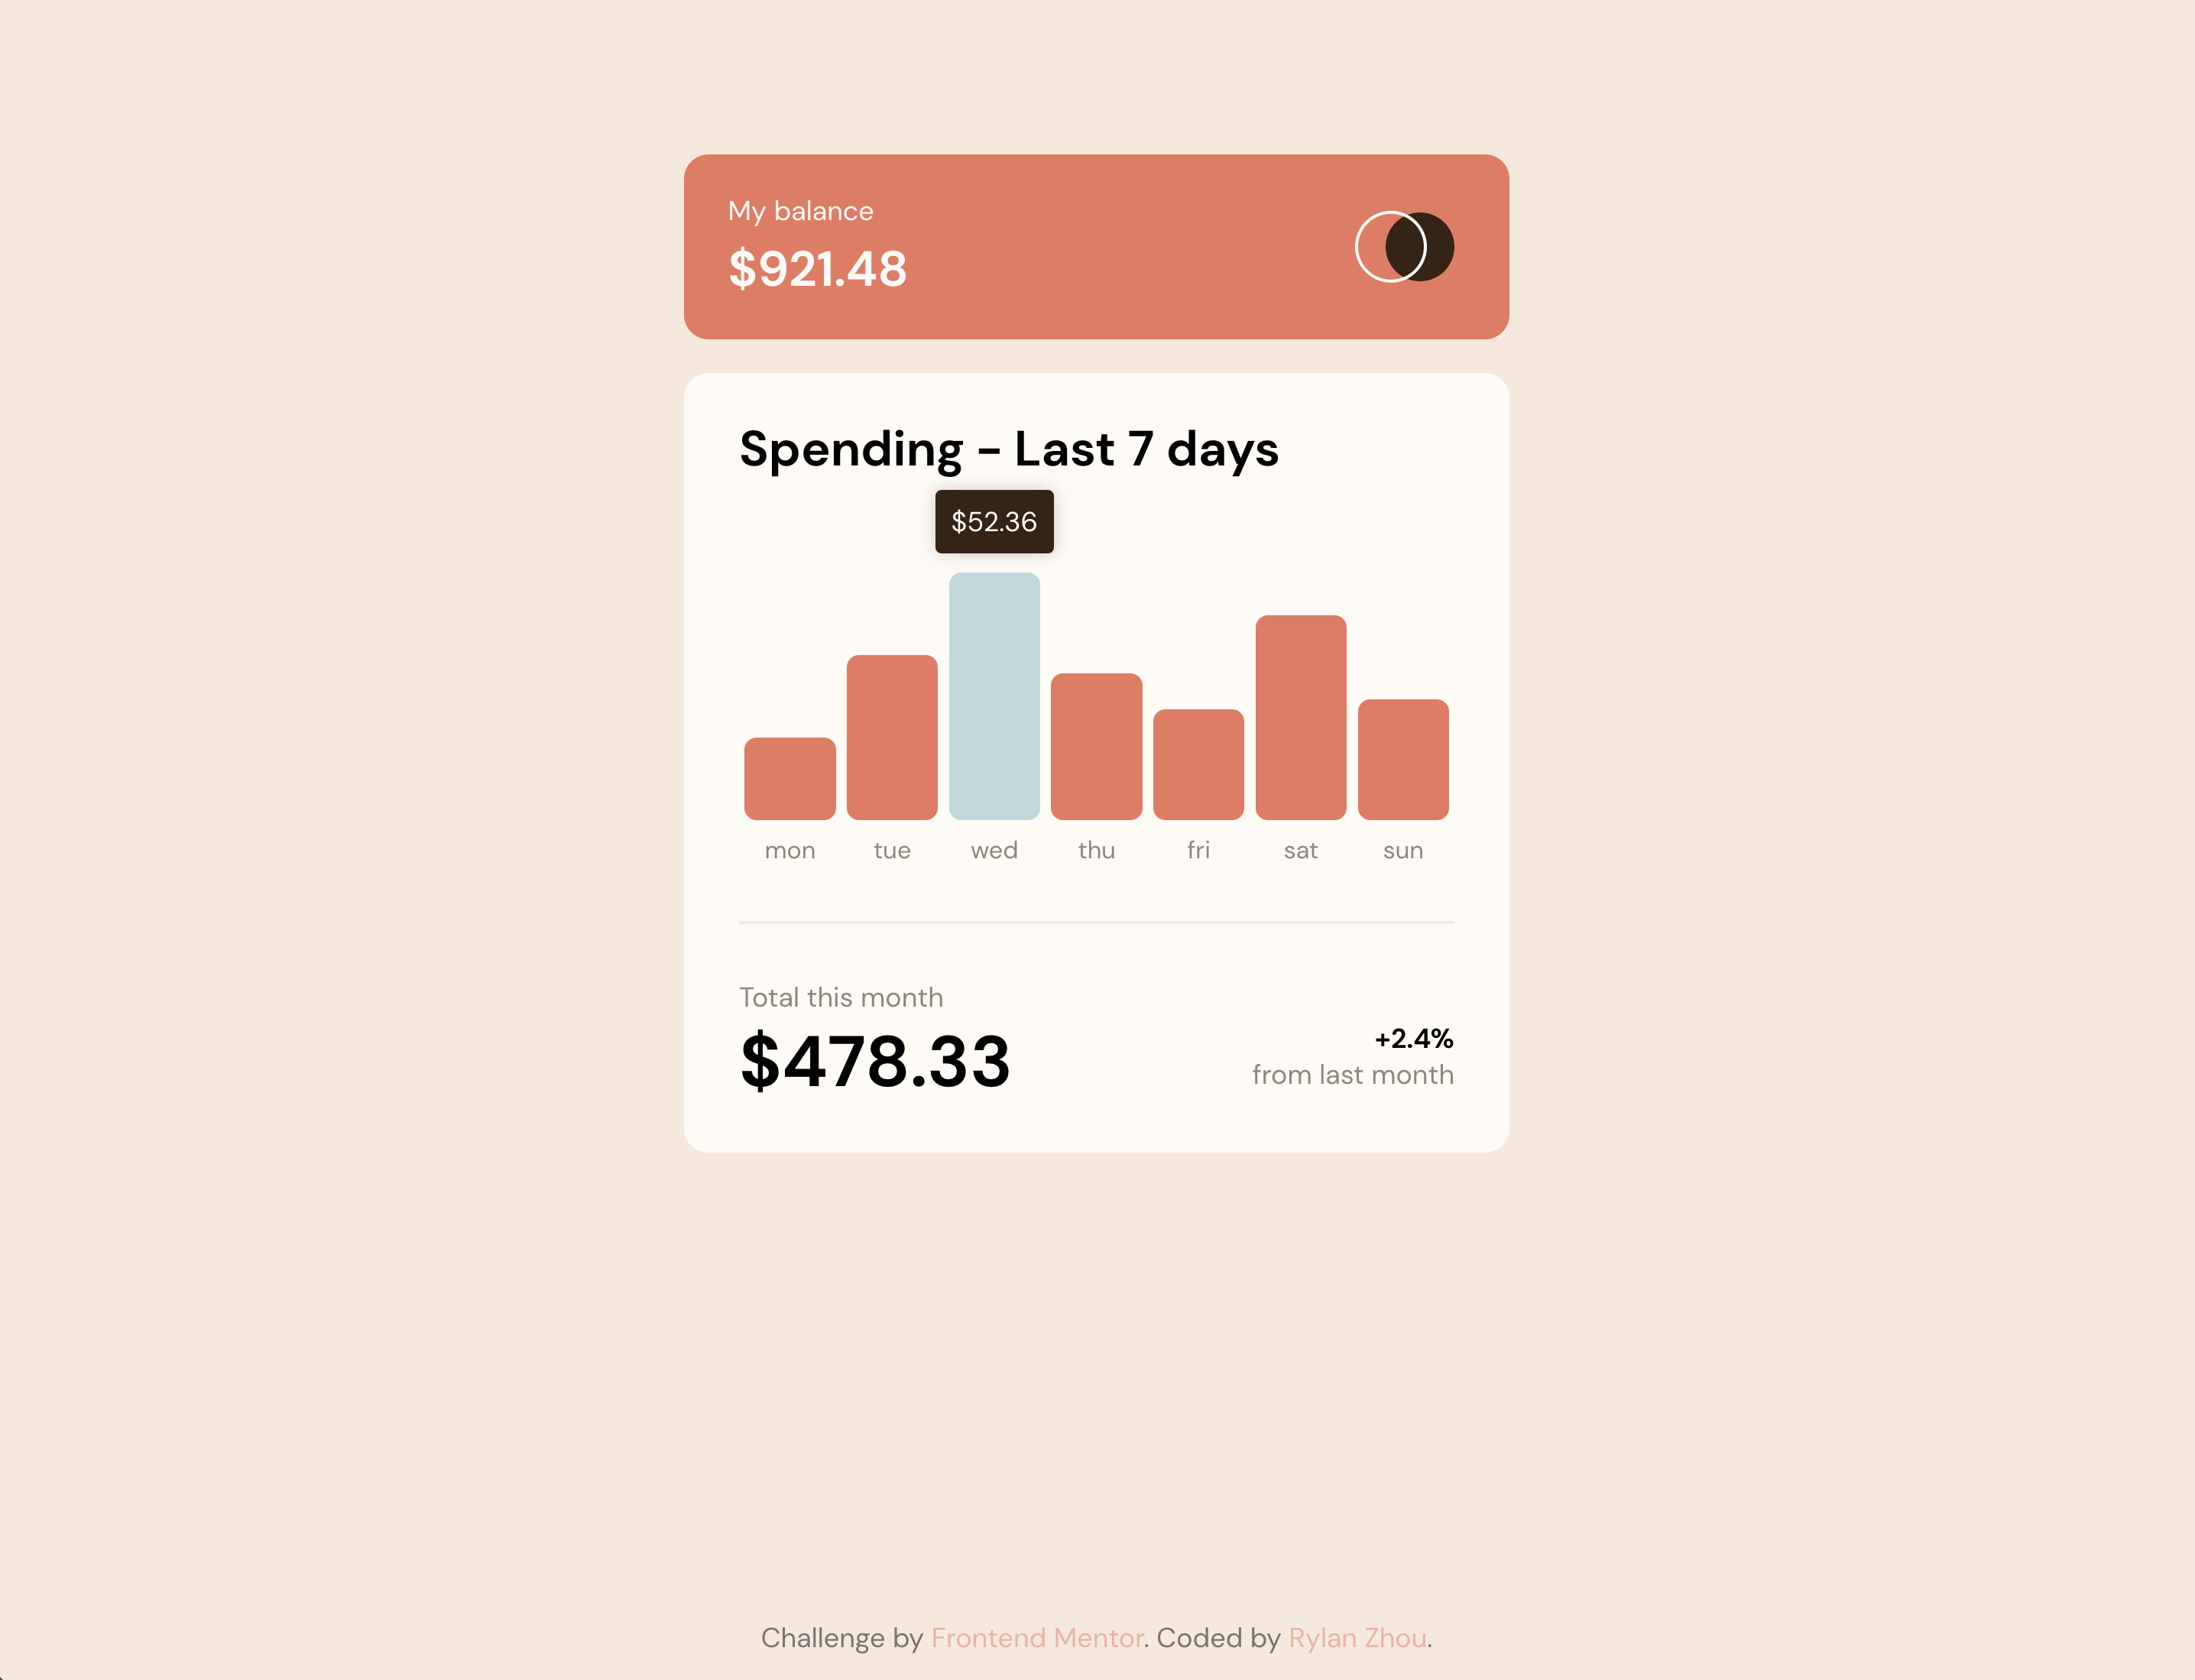 My balance
$921.48
Spending - Last 7 days
$52.36
mon tue wed thu fri sat sun
Total this month
$478.33
+2.4%
from last month
Challenge by Frontend Mentor. Coded by Rylan Zhou.